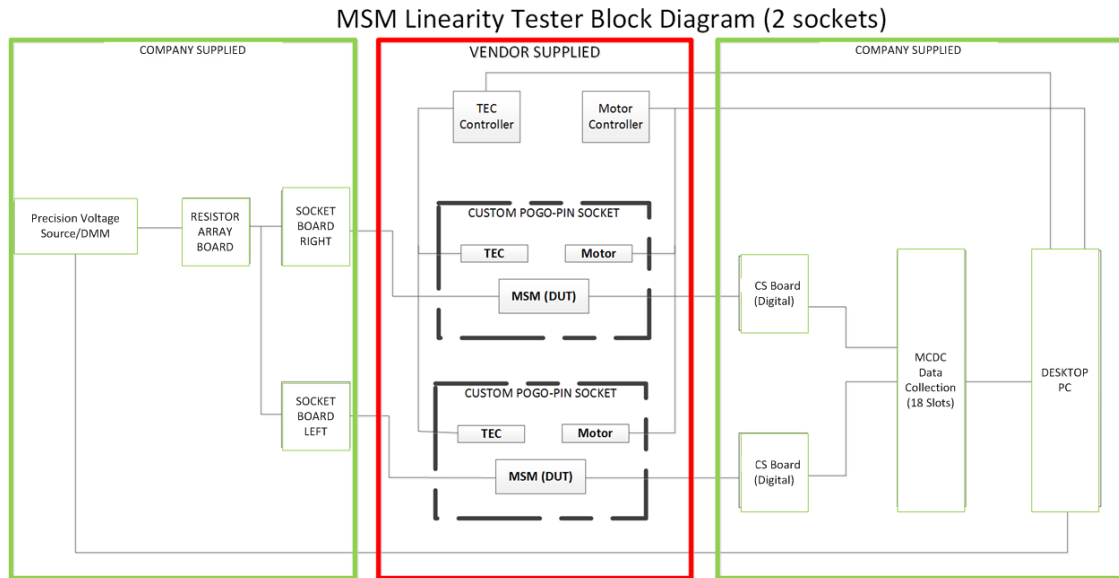 MSM Linearity Tester Block Diagram (2 sockets)
COMPANY SUPPLIED
VENDOR SUPPLIED
COMPANY SUPPLIED
TEC
Controller
Motor
Controller
Precision Voltage
Source/DMM
RESISTOR
ARRAY
BOARD
SOCKET
BOARD
RIGHT
CUSTOM POGO-PIN SOCKET
TEC
Motor
MSM (DUT)
CS Board
(Digital)
MCDC
Data
Collection
(18 Slots)
DESKTOP
PC
SOCKET
BOARD
LEFT
CUSTOM POGO-PIN SOCKET
TEC
Motor
MSM (DUT)
CS Board
(Digital)